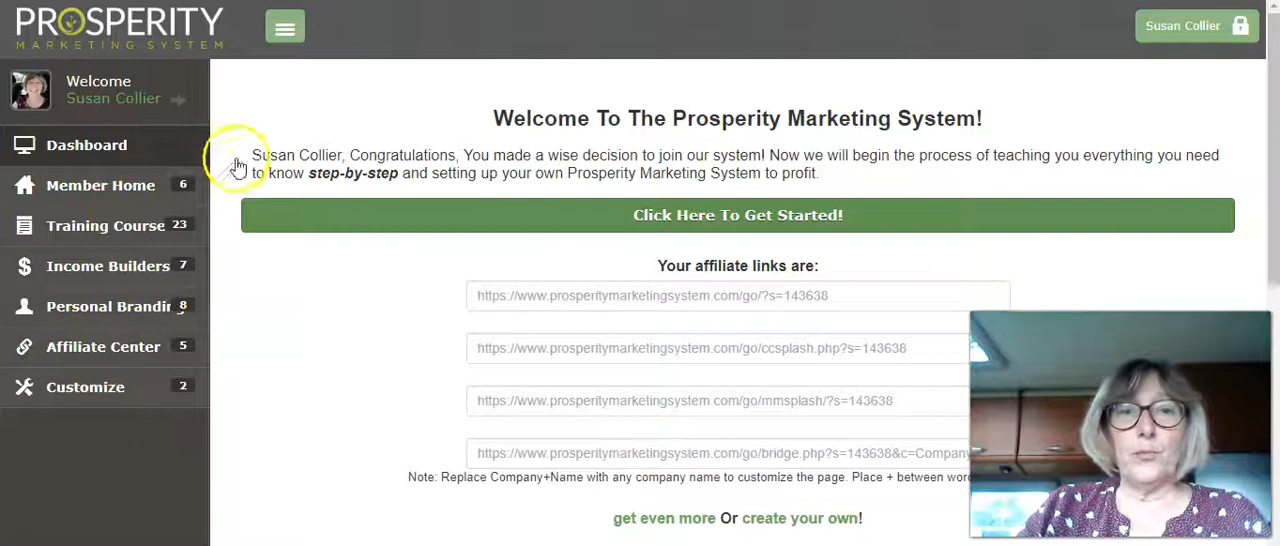 PROSPERITY
MARKETING SYSTEM
Susan Collier
Welcome
Susan Collier
Dashboard
Member Home 6
Training Course 23
Income Builders 7
Personal Brandin 8
Affiliate Center 5
Customize 2
Welcome To The Prosperity Marketing System!
Susan Collier, Congratulations, You made a wise decision to join our system! Now we will begin the process of teaching you everything you need
to know step-by-step and setting up your own Prosperity Marketing System to profit.
Click Here To Get Started!
Your affiliate links are:
https://www.prosperitymarketingsystem.com/go/?s=143638
https://www.prosperitymarketingsystem.com/go/ccsplash.php?s=143638
https://www.prosperitymarketingsystem.com/go/mmsplash/?s=143638
https://www.prosperitymarketingsystem.com/go/bridge.php?s=143638&c=Company
Note: Replace Company+Name with any company name to customize the page. Place + between
get even more Or create your own!